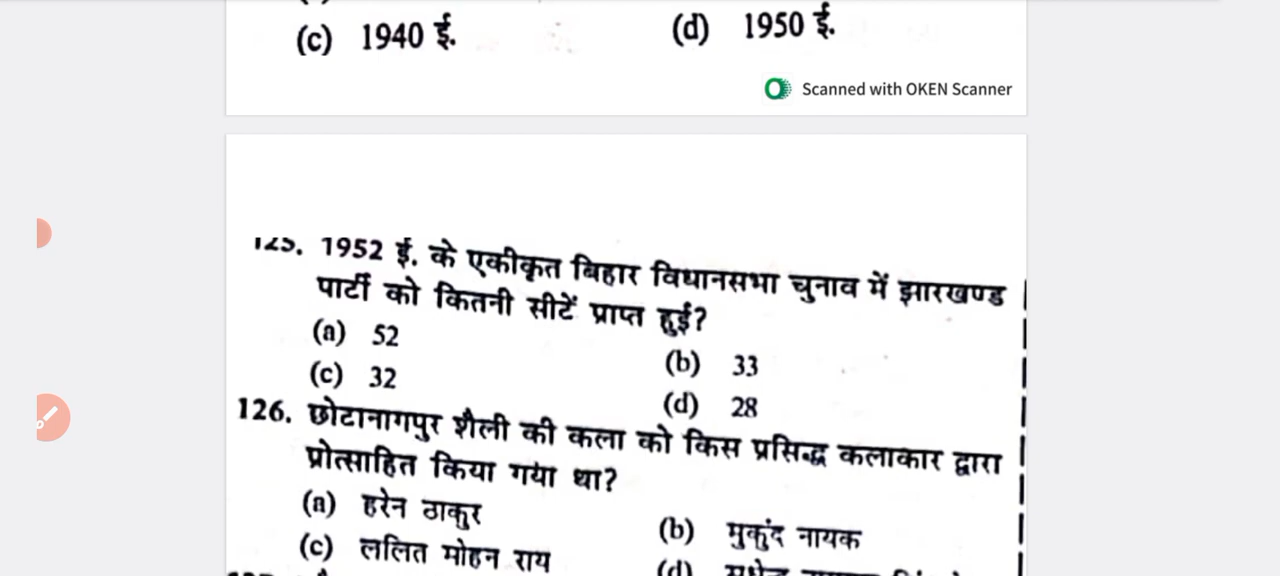 (c) 1940 ई. (d) 1950 ई.
Scanned with OKEN Scanner
125. 1952 ई. के एकीकृत बिहार विधानसभा चुनाव में झारखण्ड
पार्टी को कितनी सीटें प्राप्त हुई?
(a) 52
(b) 33
(c) 32
(d) 28
126. छोटानागपुर शैली की कला को किस प्रसिद्ध कलाकार द्वारा
प्रोत्साहित किया गया था?
(a) हरेन ठाकुर
(b) मुकुंद नायक
(c) ललित मोहन राय
(d)